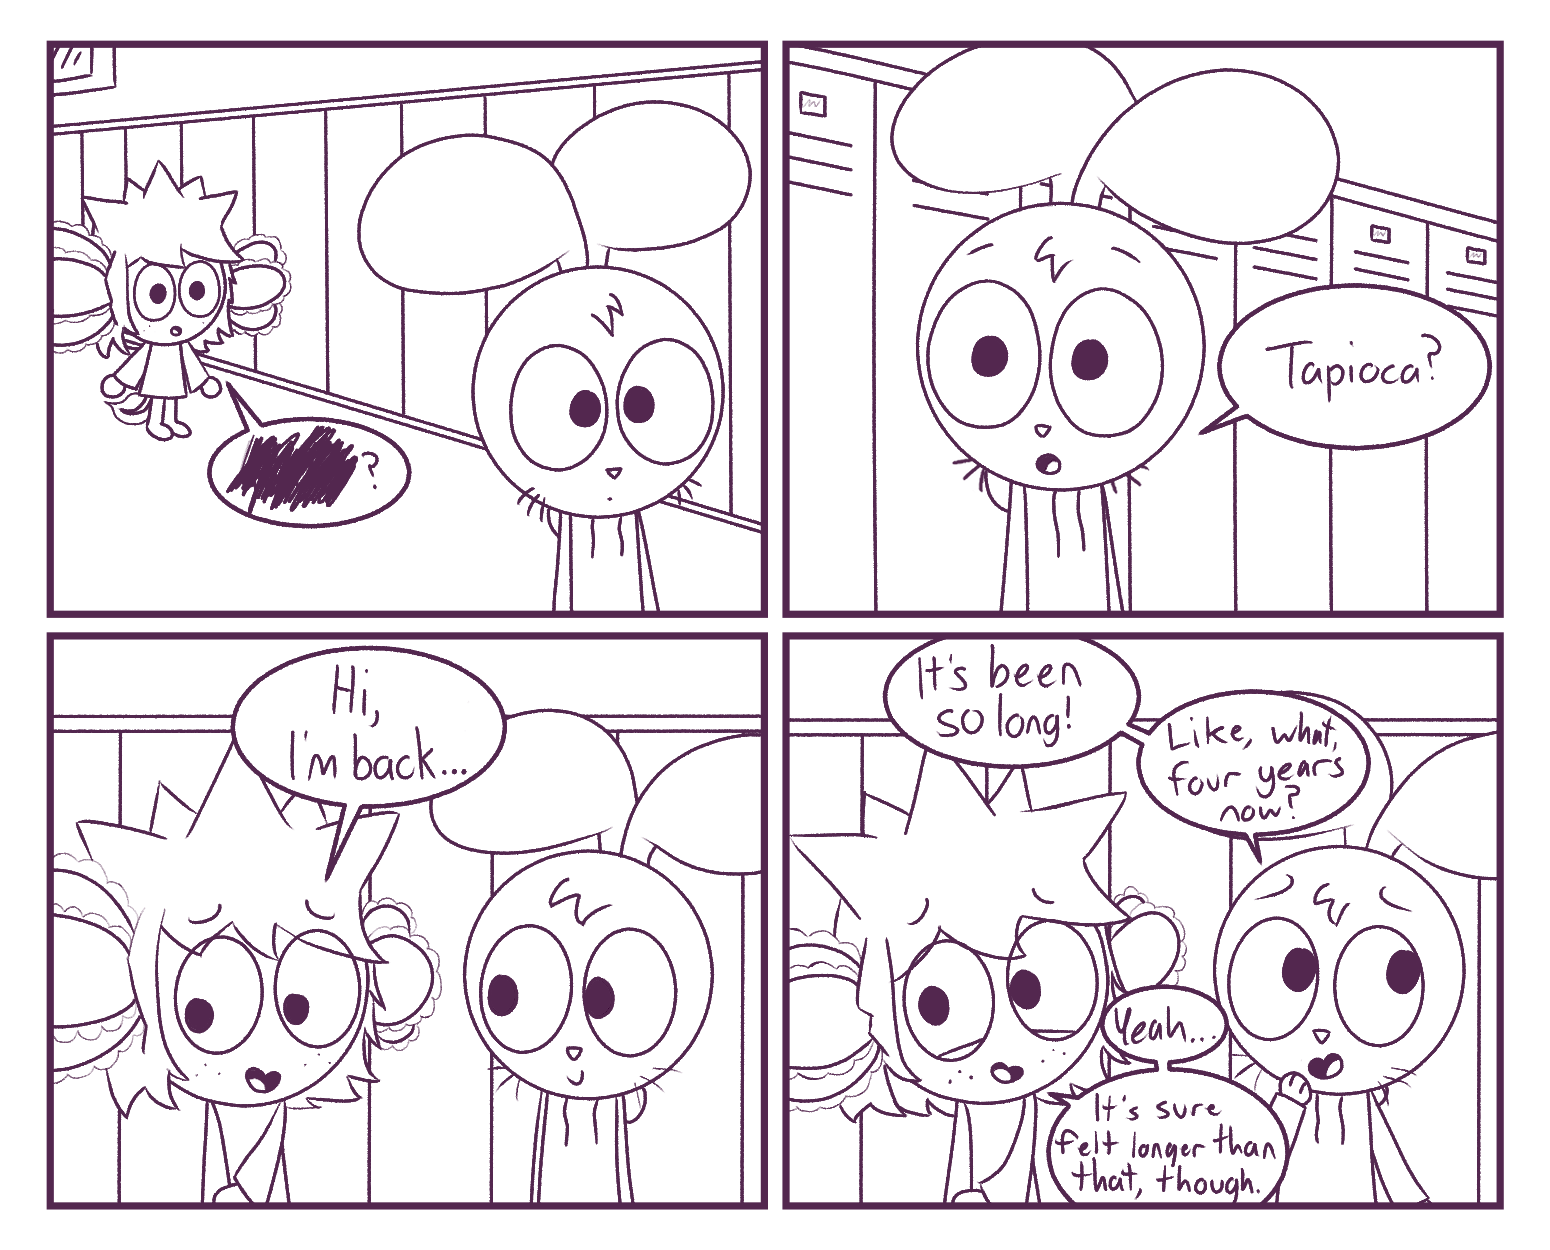 ?
Tapioca?
Hi,
I'm back...
It's been
so long!
Like, what,
four years
now?
Yeah...
It's sure
felt longer than
that, though.